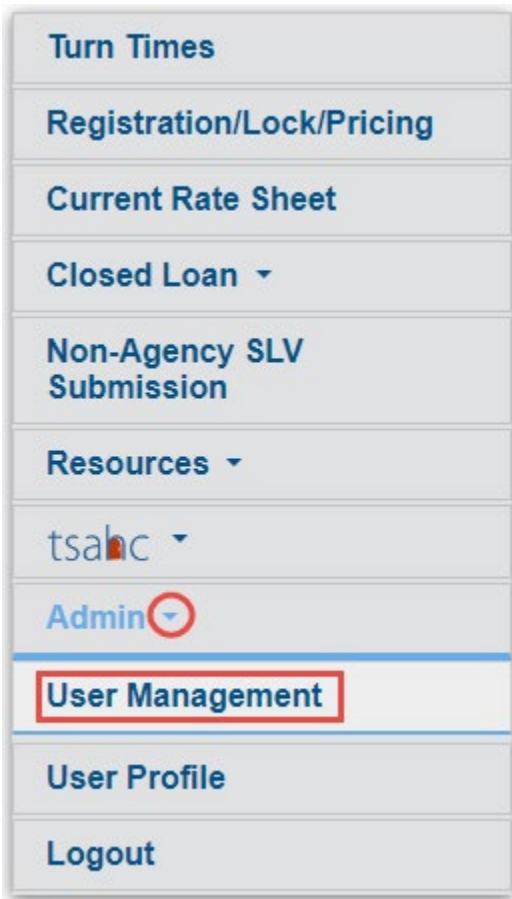 Turn Times
Registration/Lock/Pricing
Current Rate Sheet
Closed Loan
Non-Agency SLV
Submission
Resources
tsahc
Admin
User Management
User Profile
Logout